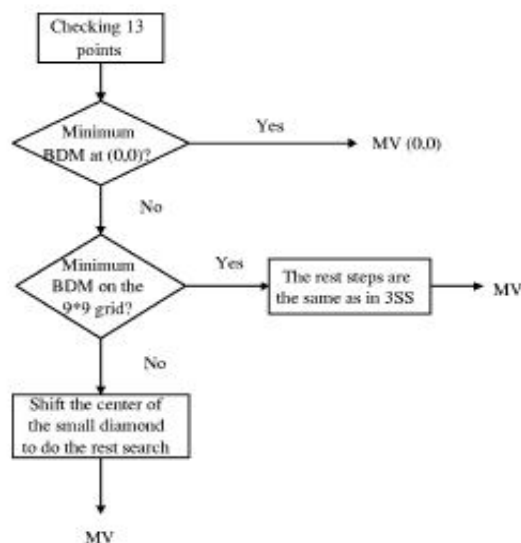 Checking 13
points
Minimum
BDM at (0,0)?
Yes
MV (0,0)
No
Minimum
BDM on the
9*9 grid?
Yes
The rest steps are
the same as in 3SS
MV
No
Shift the center of
the small diamond
to do the rest search
MV